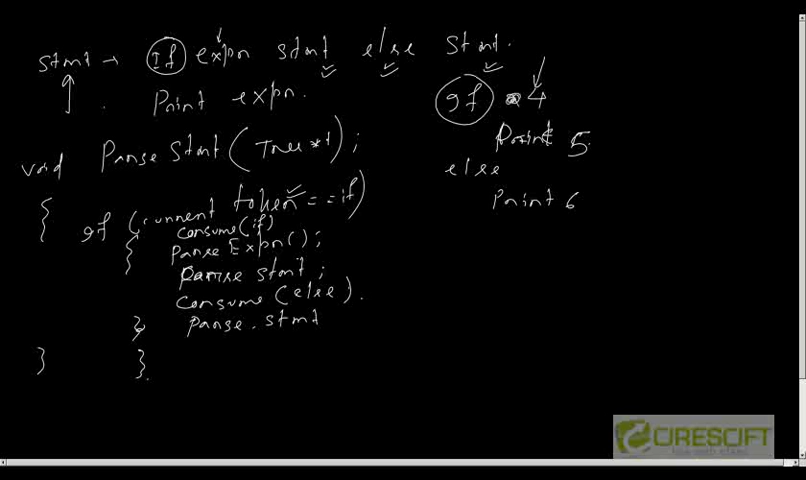 stmt → If expn stmt else stmt.
Print expn.
void Parse Stmt (Tree *t);
{
if (current token == if)
consume(if)
{ parse Expn();
parse stmt;
consume (else).
} parse. stmt
} }.
If 4
Print 5.
else
Print 6
CIRESCIFT